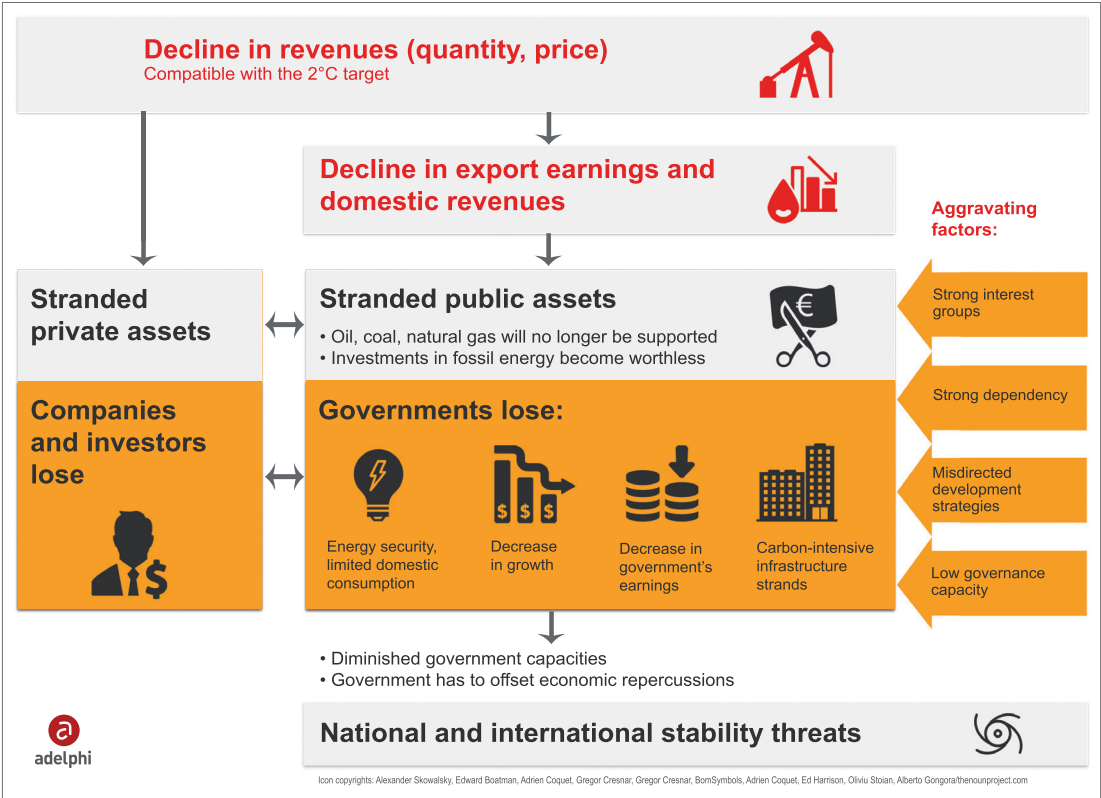 Decline in revenues (quantity, price)
Compatible with the 2°C target
Decline in export earnings and
domestic revenues
Aggravating
factors:
Stranded
private assets
Stranded public assets
• Oil, coal, natural gas will no longer be supported
• Investments in fossil energy become worthless
€
Strong interest
groups
Companies
and investors
lose
$
Governments lose:
$ $ $
Energy security,
limited domestic
consumption
Decrease
in growth
Decrease in
government’s
earnings
Carbon-intensive
infrastructure
strands
Strong dependency
Misdirected
development
strategies
Low governance
capacity
• Diminished government capacities
• Government has to offset economic repercussions
National and international stability threats
a
adelphi
Icon copyrights: Alexander Skowalsky, Edward Boatman, Adrien Coquet, Gregor Cresnar, Gregor Cresnar, BomSymbols, Adrien Coquet, Ed Harrison, Oliviu Stoian, Alberto Gongora/thenounproject.com